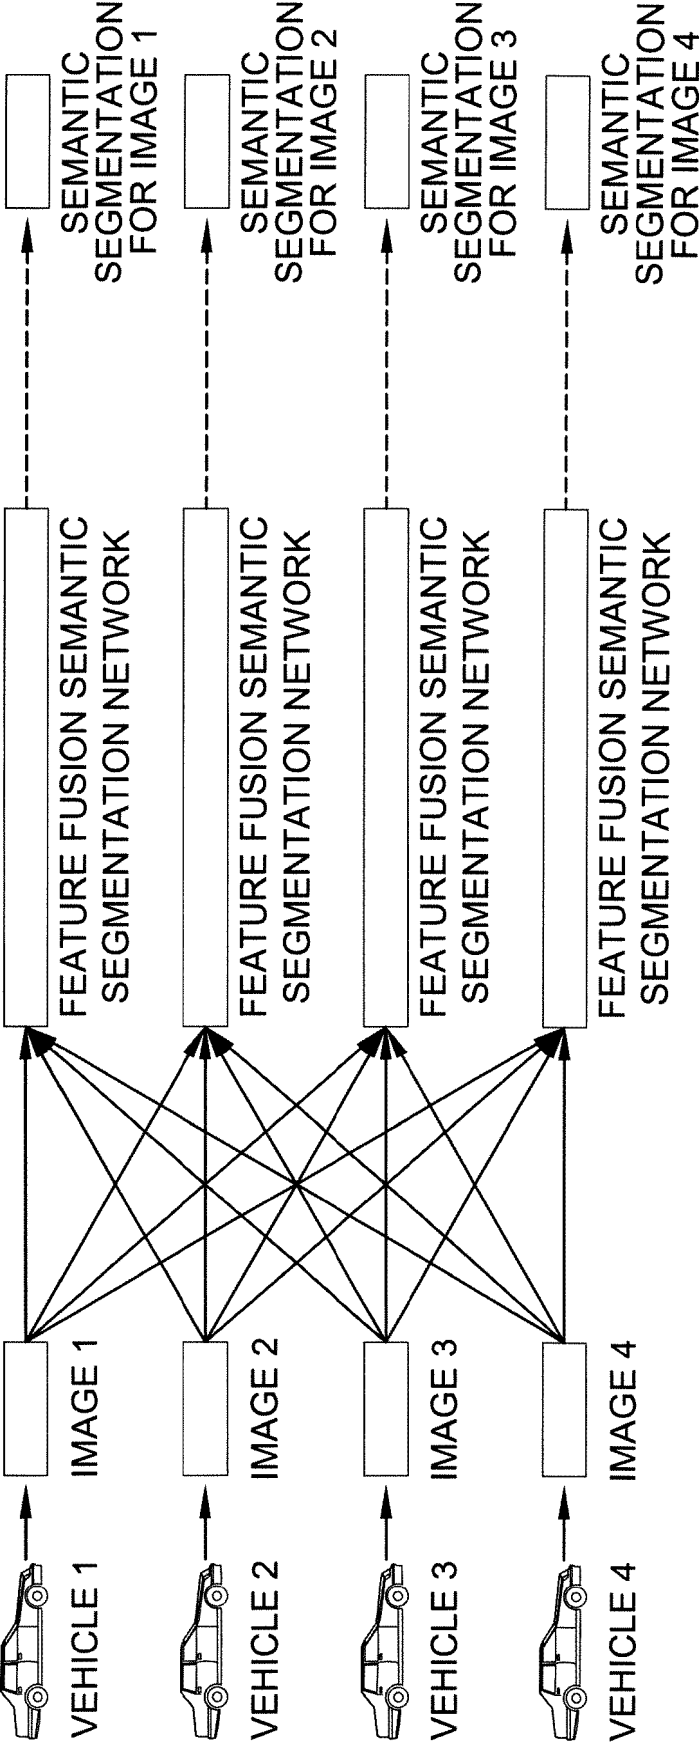 VEHICLE 1
IMAGE 1
FEATURE FUSION SEMANTIC
SEGMENTATION NETWORK
SEMANTIC
SEGMENTATION
FOR IMAGE 1
VEHICLE 2
IMAGE 2
FEATURE FUSION SEMANTIC
SEGMENTATION NETWORK
SEMANTIC
SEGMENTATION
FOR IMAGE 2
VEHICLE 3
IMAGE 3
FEATURE FUSION SEMANTIC
SEGMENTATION NETWORK
SEMANTIC
SEGMENTATION
FOR IMAGE 3
VEHICLE 4
IMAGE 4
FEATURE FUSION SEMANTIC
SEGMENTATION NETWORK
SEMANTIC
SEGMENTATION
FOR IMAGE 4